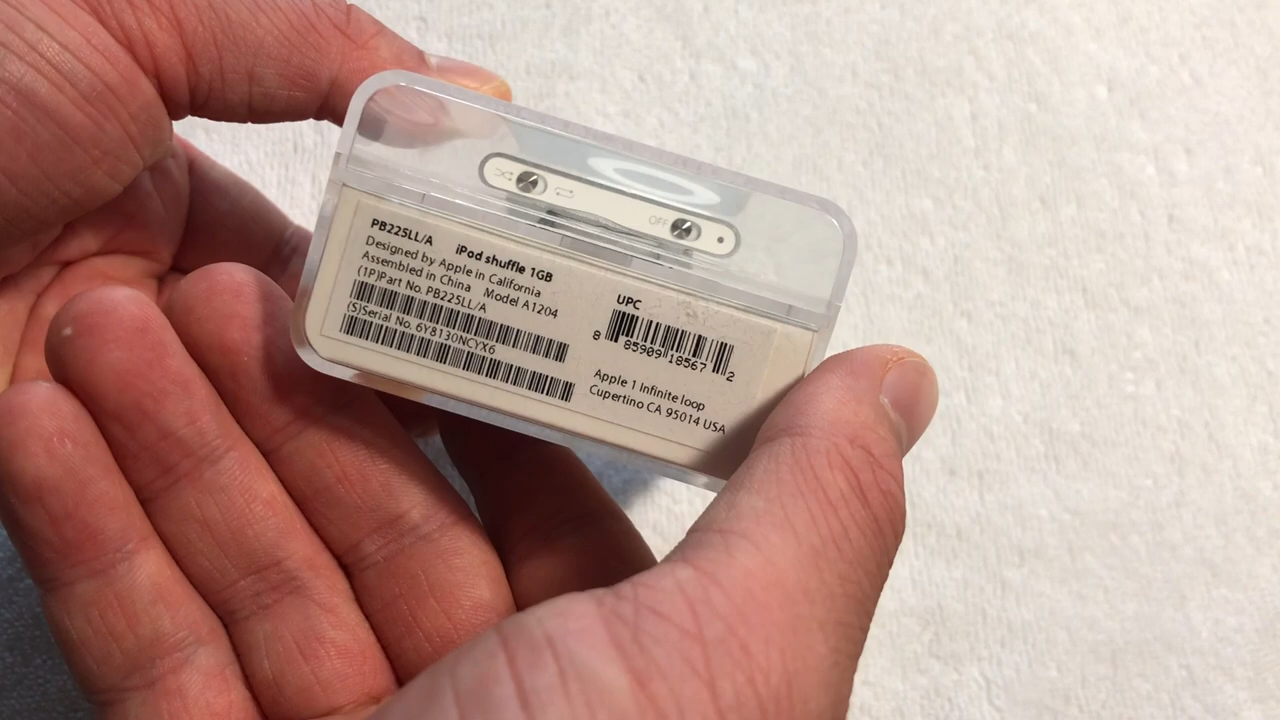 OFF
PB225LL/A iPod shuffle 1GB
Designed by Apple in California
Assembled in China Model A1204
(1P)Part No. PB225LL/A
(S)Serial No. 6Y8130NCYX6
UPC
8 85909 18567 2
Apple 1 Infinite loop
Cupertino CA 95014 USA